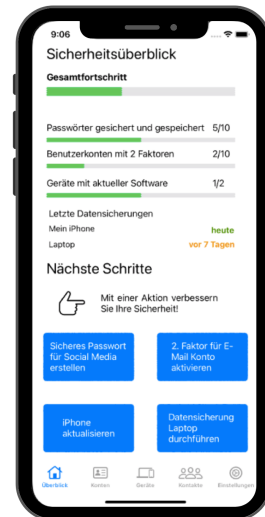 9:06
Sicherheitsüberblick
Gesamtfortschritt
Passwörter gesichert und gespeichert 5/10
Benutzerkonten mit 2 Faktoren 2/10
Geräte mit aktueller Software 1/2
Letzte Datensicherungen
Mein iPhone heute
Laptop vor 7 Tagen
Nächste Schritte
Mit einer Aktion verbessern
Sie Ihre Sicherheit!
Sicheres Passwort
für Social Media
erstellen
2. Faktor für E-
Mail Konto
aktivieren
iPhone
aktualisieren
Datensicherung
Laptop
durchführen
Überblick Konten Geräte Kontakte Einstellungen